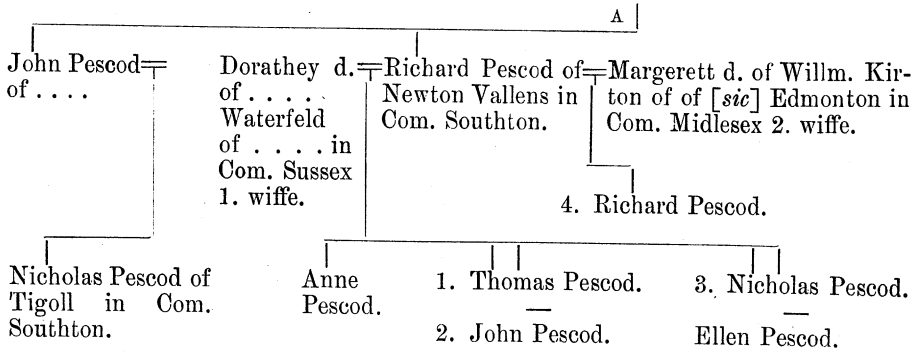 A
John Pescod
of . . . .
Dorathey d.
of . . . . .
Waterfeld
of . . . . in
Com. Sussex
1. wiffe.
Richard Pescod of
Newton Vallens in
Com. Southton.
Margerett d. of Willm. Kir-
ton of of [sic] Edmonton in
Com. Midlesex 2. wiffe.
4. Richard Pescod.
Nicholas Pescod of
Tigoll in Com.
Southton.
Anne
Pescod.
1. Thomas Pescod.
2. John Pescod.
3. Nicholas Pescod.
Ellen Pescod.